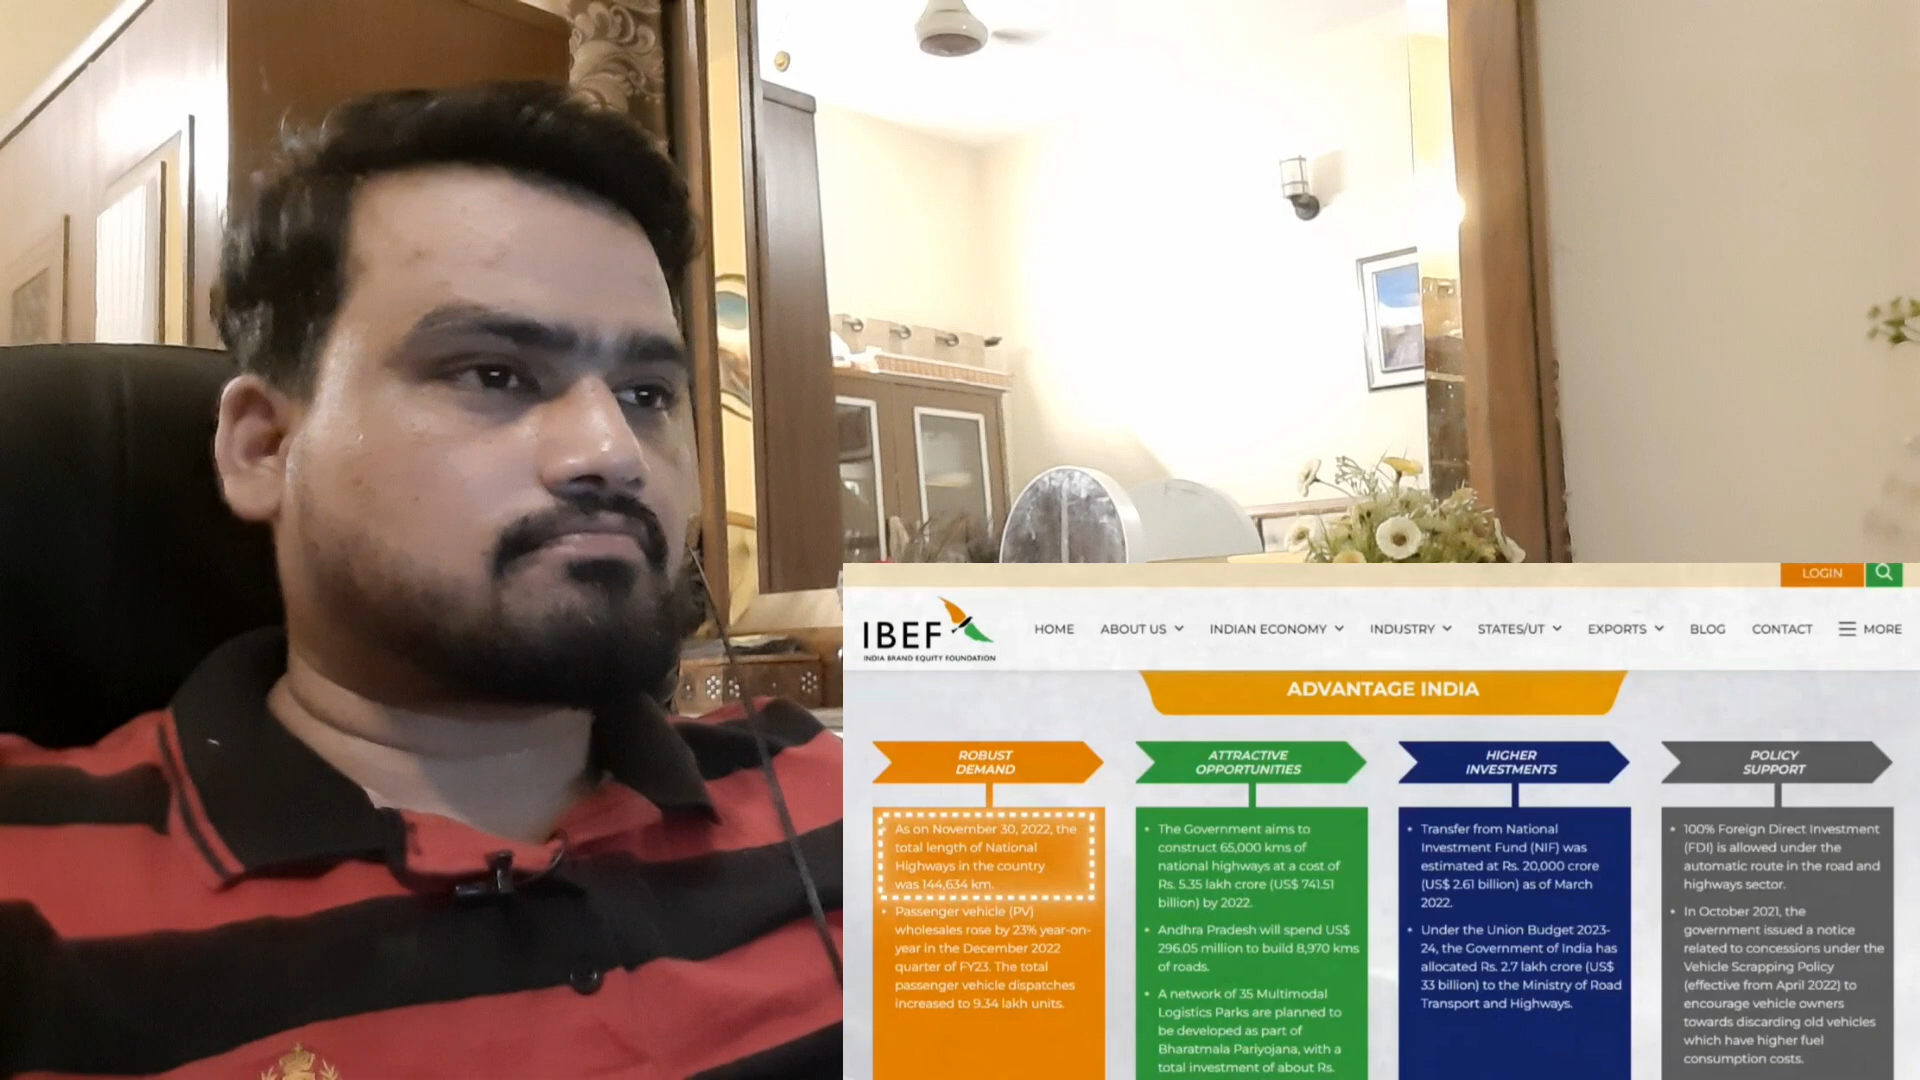 LOGIN
IBEF
INDIA BRAND EQUITY FOUNDATION
HOME ABOUT US INDIAN ECONOMY INDUSTRY STATES/UT EXPORTS BLOG CONTACT MORE
ADVANTAGE INDIA
ROBUST
DEMAND
As on November 30, 2022, the
total length of National
Highways in the country
was 144,634 km.
• Passenger vehicle (PV)
wholesales rose by 23% year-on-
year in the December 2022
quarter of FY23. The total
passenger vehicle dispatches
increased to 9.34 lakh units.
ATTRACTIVE
OPPORTUNITIES
• The Government aims to
construct 65,000 kms of
national highways at a cost of
Rs. 5.35 lakh crore (US$ 741.51
billion) by 2022.
• Andhra Pradesh will spend US$
296.05 million to build 8,970 kms
of roads.
• A network of 35 Multimodal
Logistics Parks are planned to
be developed as part of
Bharatmala Pariyojana, with a
total investment of about Rs.
HIGHER
INVESTMENTS
• Transfer from National
Investment Fund (NIF) was
estimated at Rs. 20,000 crore
(US$ 2.61 billion) as of March
2022.
• Under the Union Budget 2023-
24, the Government of India has
allocated Rs. 2.7 lakh crore (US$
33 billion) to the Ministry of Road
Transport and Highways.
POLICY
SUPPORT
• 100% Foreign Direct Investment
(FDI) is allowed under the
automatic route in the road and
highways sector.
• In October 2021, the
government issued a notice
related to concessions under the
Vehicle Scrapping Policy
(effective from April 2022) to
encourage vehicle owners
towards discarding old vehicles
which have higher fuel
consumption costs.